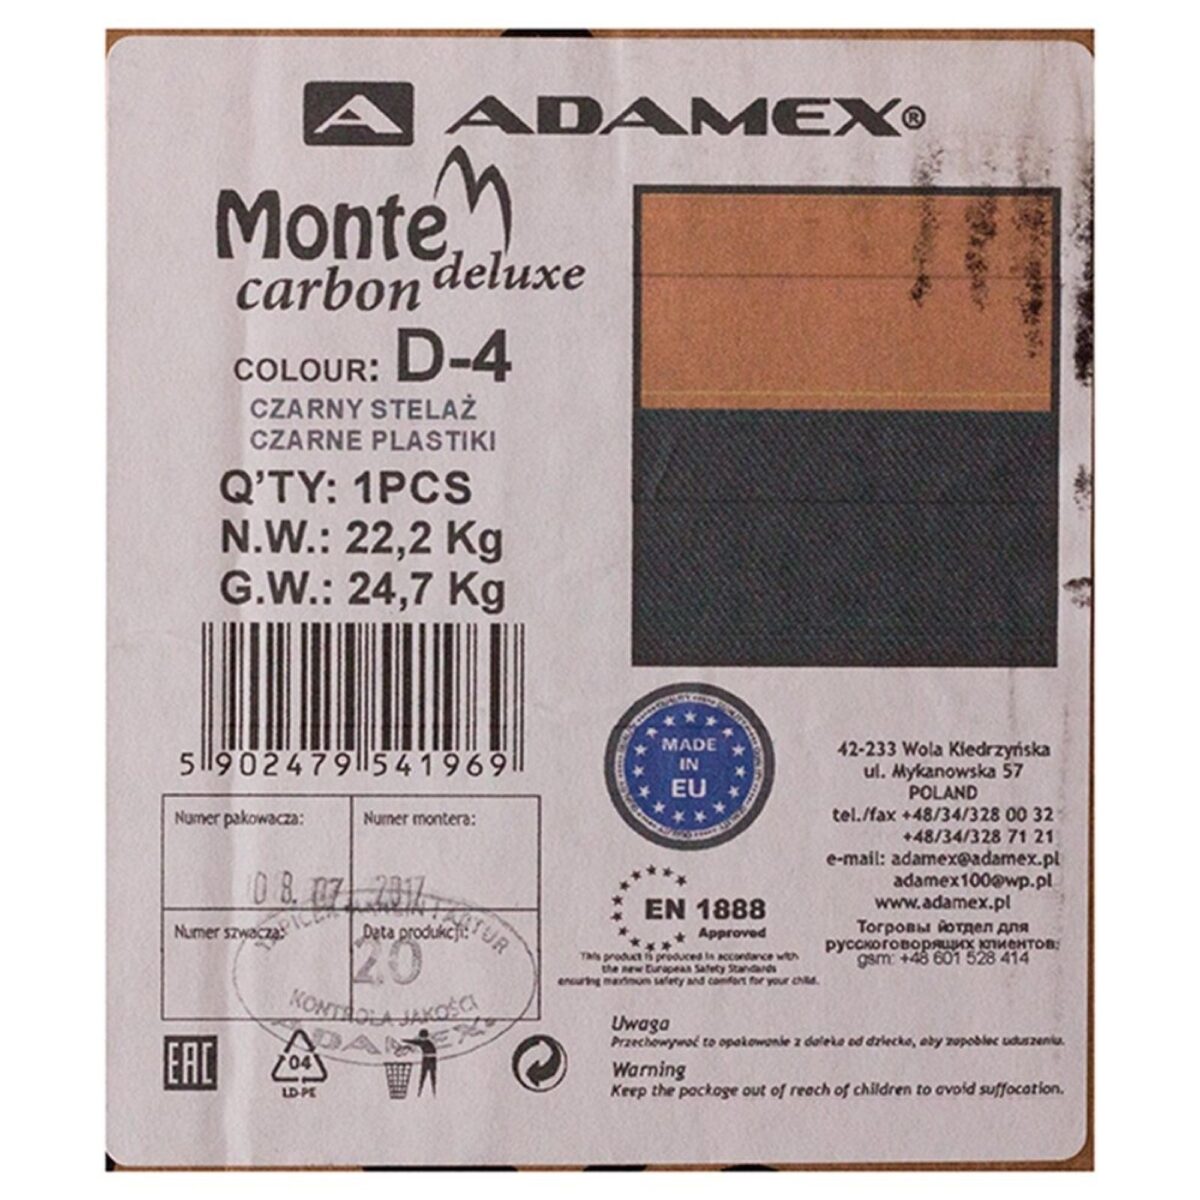 ADAMEX®
Monte
carbon deluxe
COLOUR: D-4
CZARNY STELAŻ
CZARNE PLASTIKI
Q'TY: 1PCS
N.W.: 22,2 Kg
G.W.: 24,7 Kg
5 902479 541969
Numer pakowacza:
Numer montera:
08.07 2017
Numer szwacza:
Data produkcji:
20
KONTROLA JAKOŚCI
ADAMEX
EAC
04
LD-PE
MADE
IN
EU
EN 1888
Approved
This product is produced in accordance with
the new European Safety Standards
ensuring maximum safety and comfort for your child.
42-233 Wola Kiedrzyńska
ul. Mykanowska 57
POLAND
tel./fax +48/34/328 00 32
+48/34/328 71 21
e-mail: adamex@adamex.pl
adamex100@wp.pl
www.adamex.pl
Торговы йотдел для
русскоговорящих клиентов:
gsm: +48 601 528 414
Uwaga
Przechowywać to opakowanie z daleka od dziecka, aby zapobiec uduszeniu.
Warning
Keep the package out of reach of children to avoid suffocation.